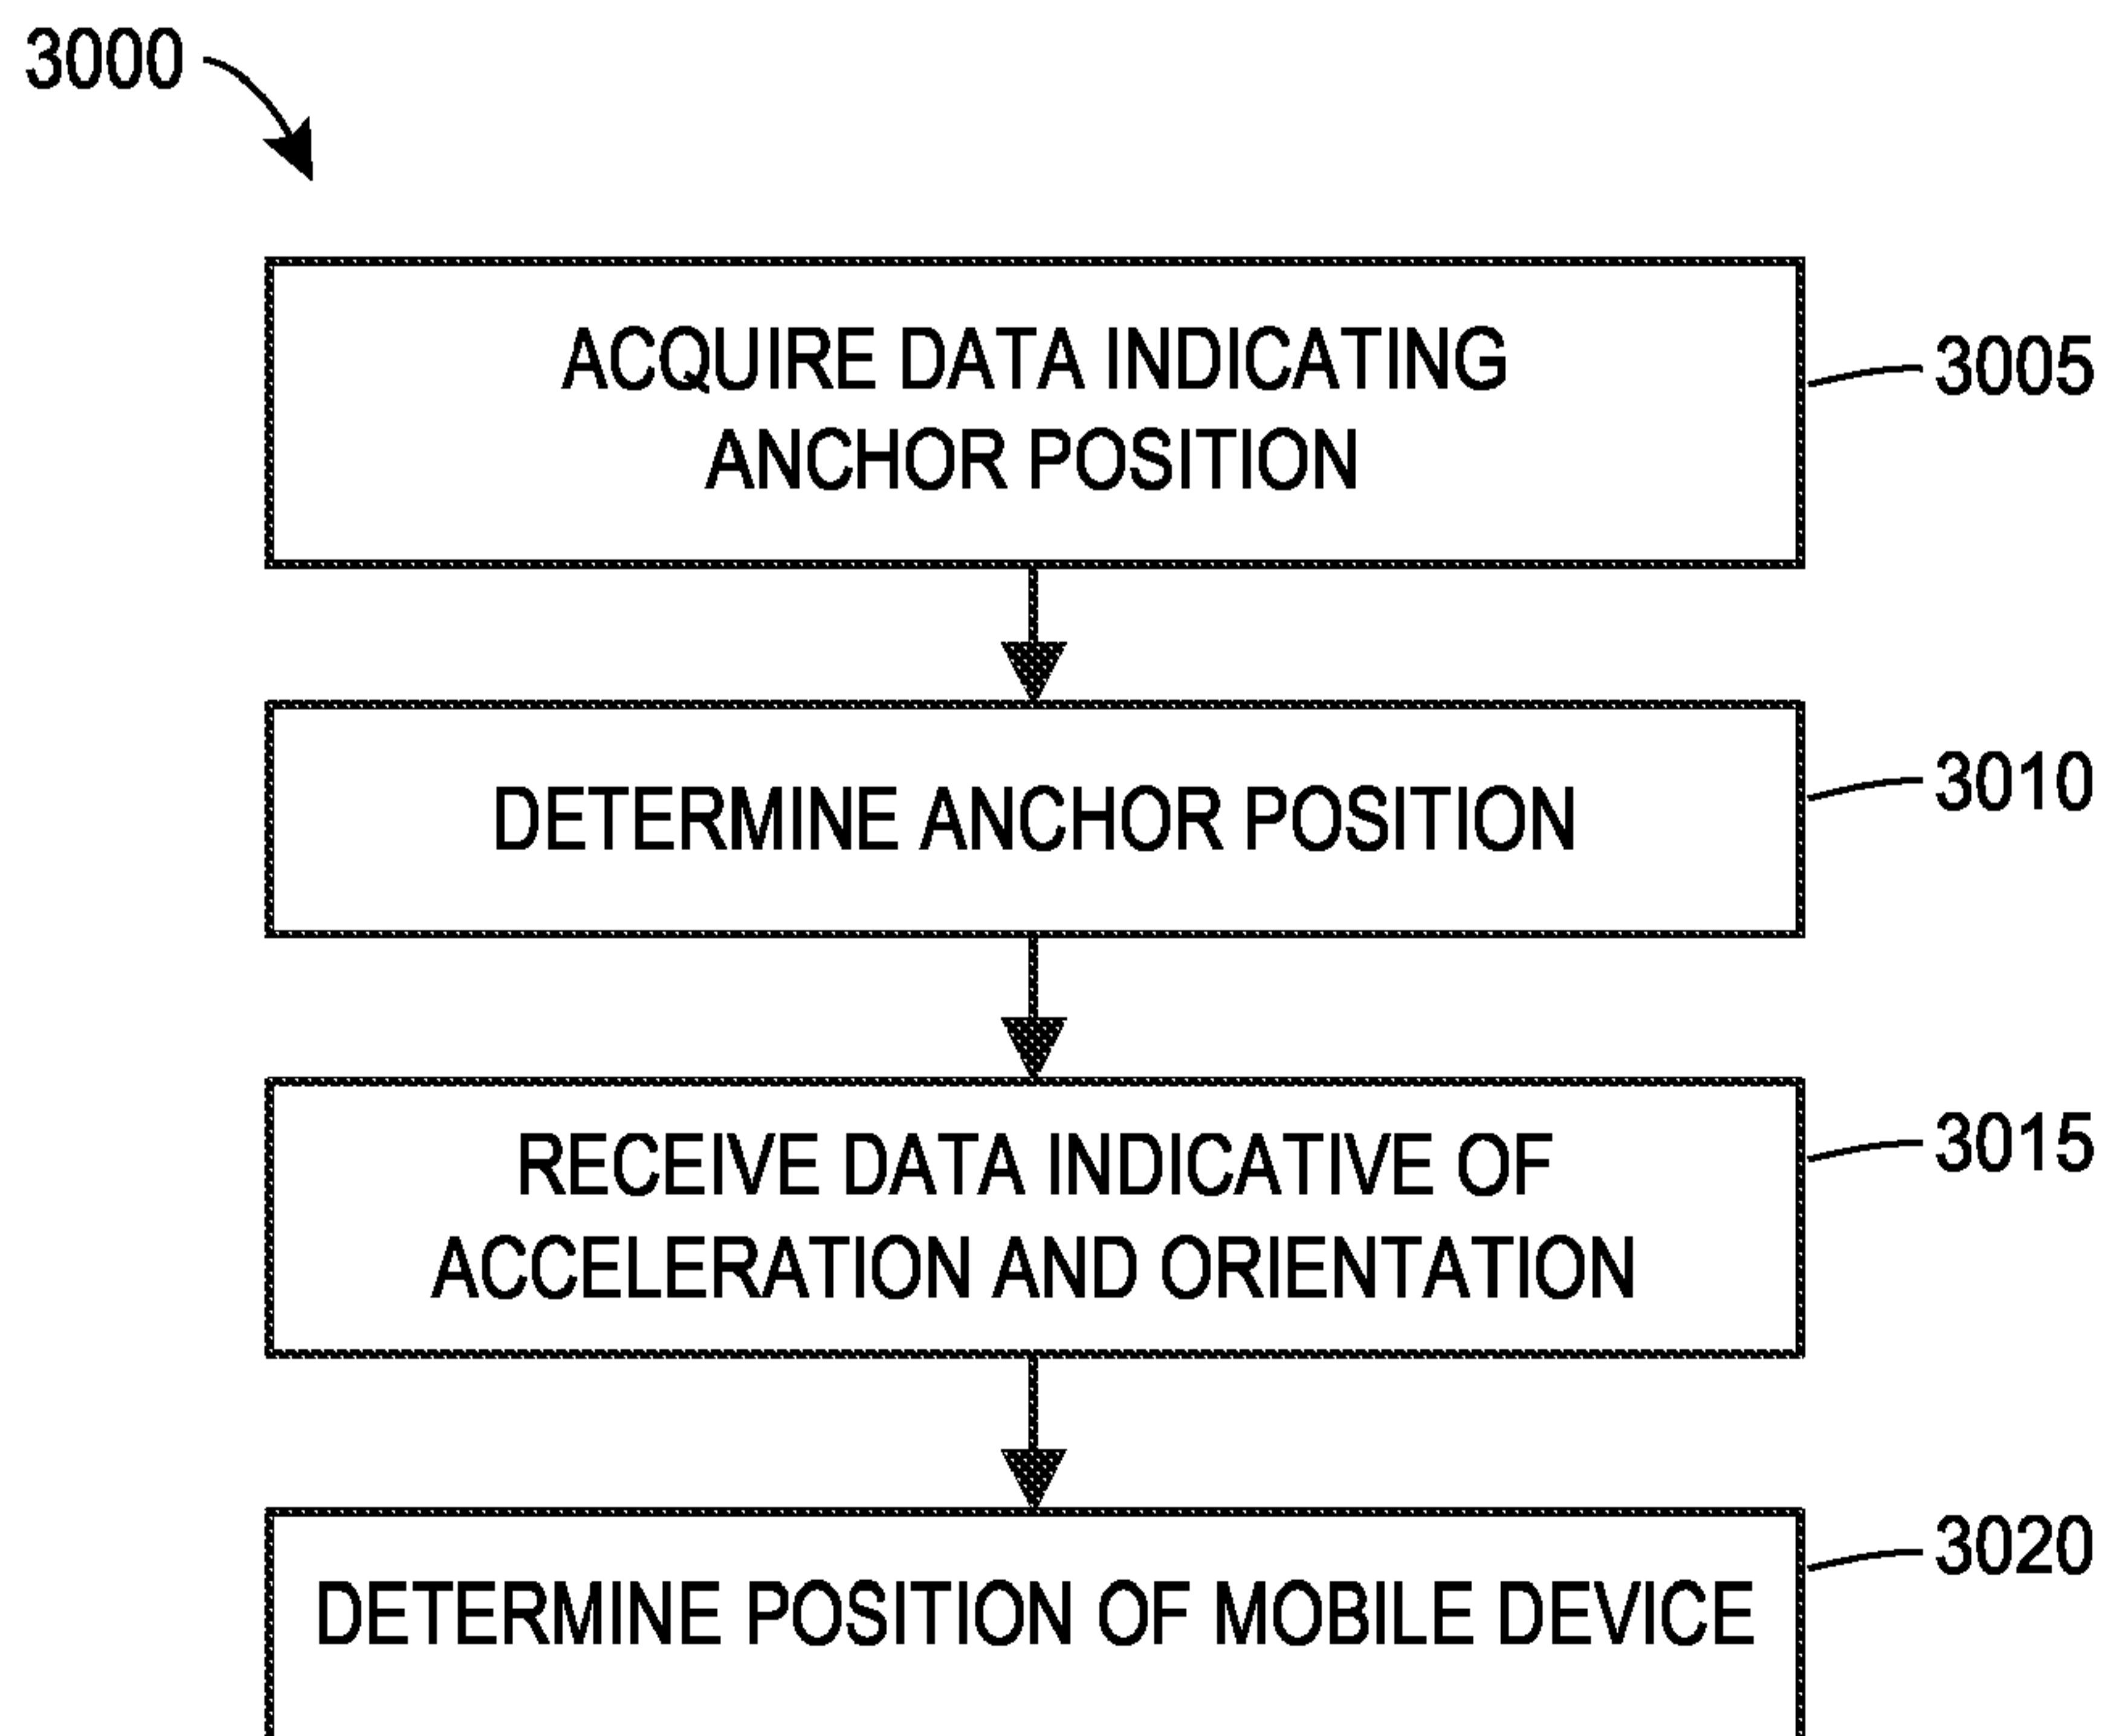 3000
ACQUIRE DATA INDICATING
ANCHOR POSITION
3005
DETERMINE ANCHOR POSITION
3010
RECEIVE DATA INDICATIVE OF
ACCELERATION AND ORIENTATION
3015
DETERMINE POSITION OF MOBILE DEVICE
3020